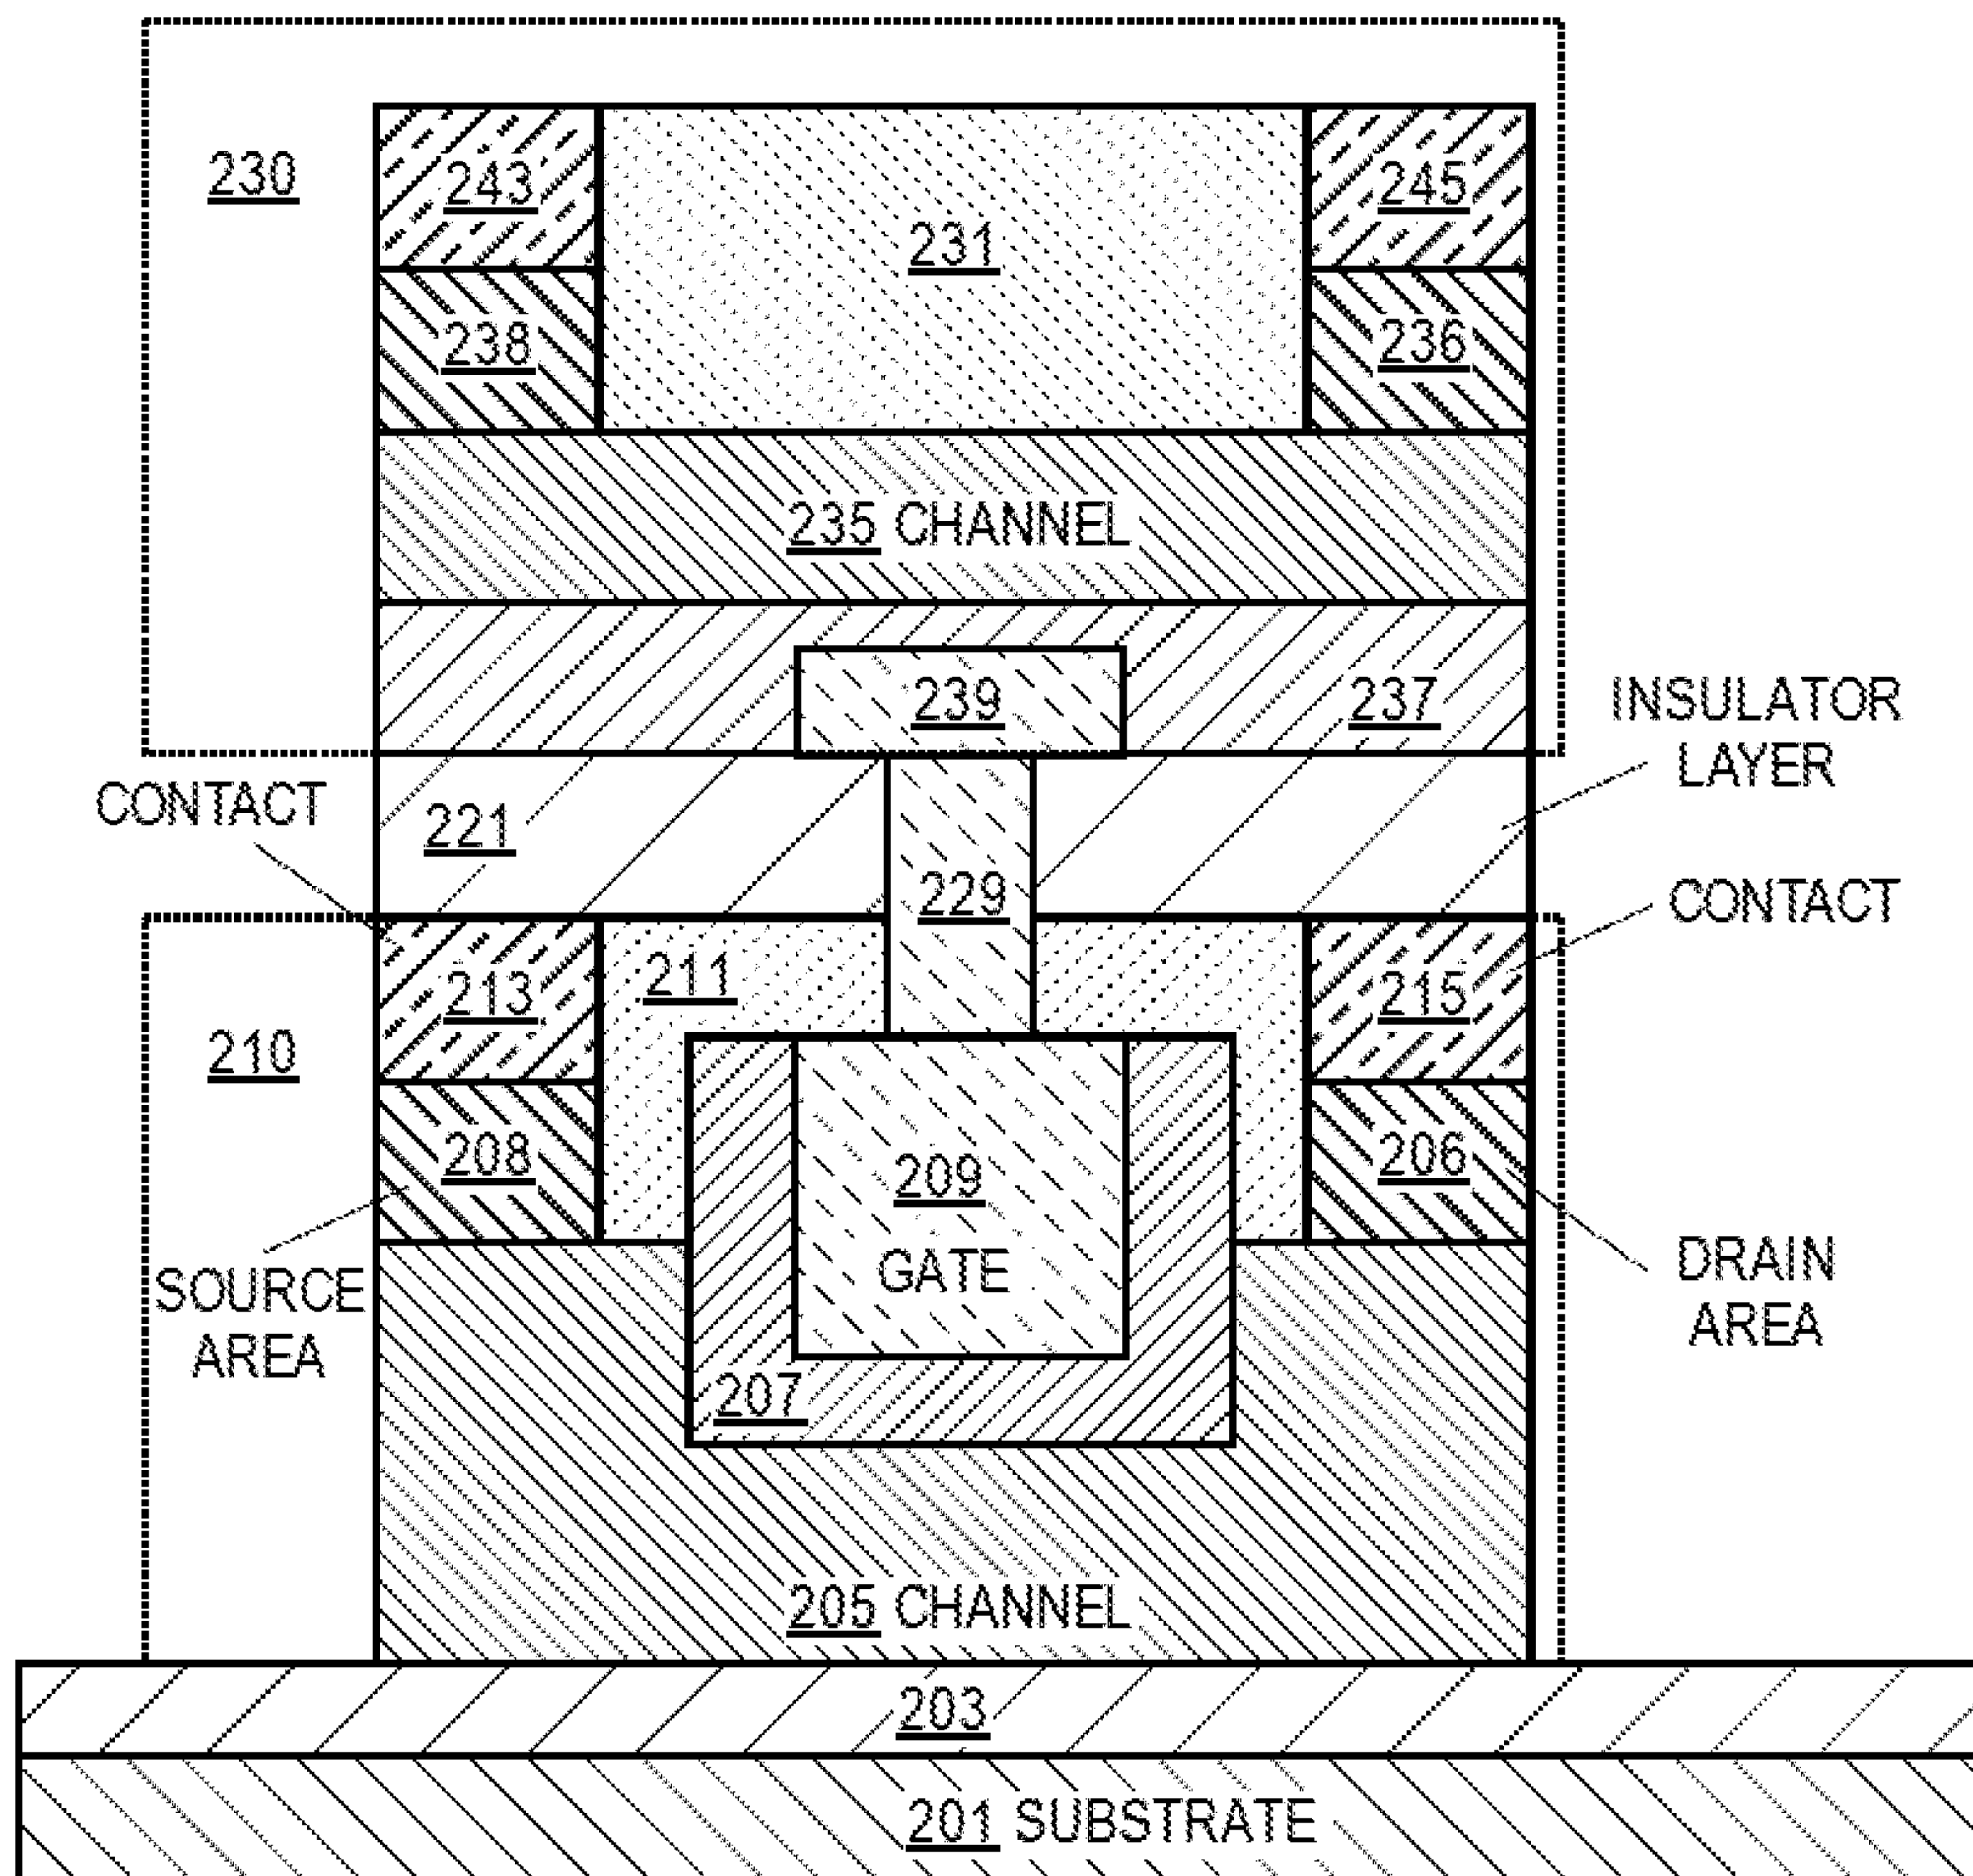 230
243
245
231
238
236
235 CHANNEL
239
237
INSULATOR
LAYER
CONTACT
221
229
CONTACT
211
213
215
210
208
206
209
GATE
SOURCE
AREA
DRAIN
AREA
207
205 CHANNEL
203
201 SUBSTRATE